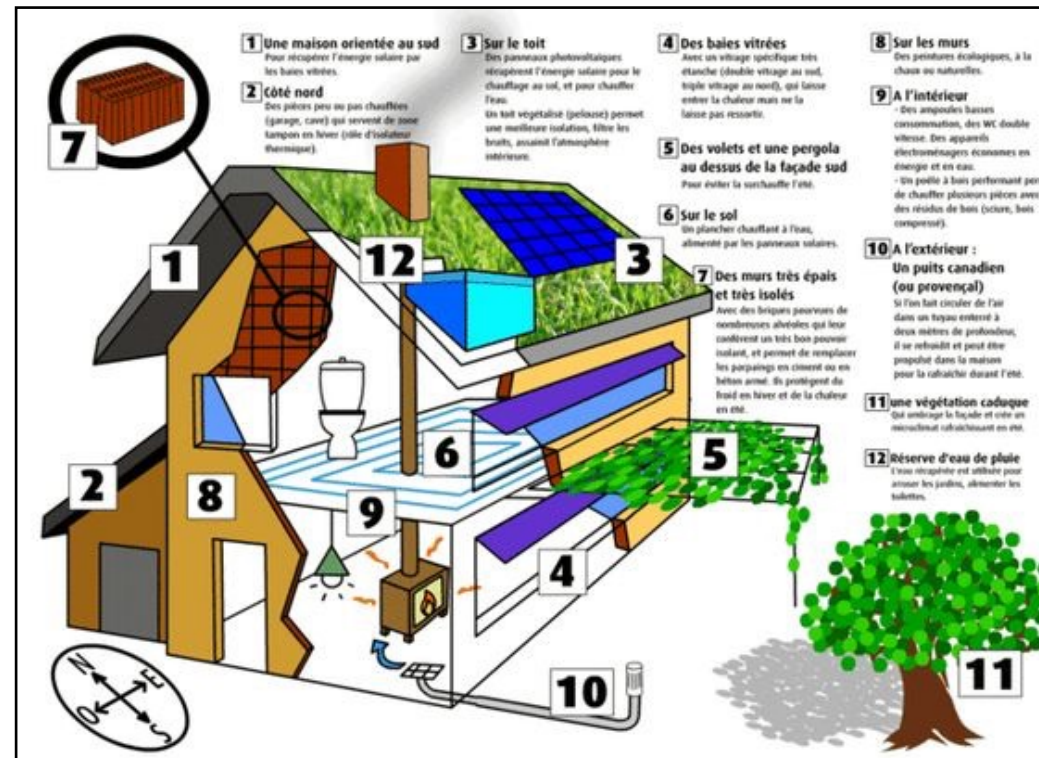 1 Une maison orientée au sud
Pour récupérer l'énergie solaire par
les baies vitrées.
2 Côté nord
Des pièces peu ou pas chauffées
(garage, cave) qui servent de zone
tampon en hiver (rôle d'isolateur
thermique).
3 Sur le toit
Des panneaux photovoltaïques
récupèrent l'énergie solaire pour le
chauffage au sol, et pour chauffer
l'eau.
Un toit végétalisé (pelouse) permet
une meilleure isolation, filtre les
bruits, assainit l'atmosphère
intérieure.
4 Des baies vitrées
Avec un vitrage spécifique très
étanche (double vitrage au sud,
triple vitrage au nord), qui laisse
entrer la chaleur mais ne la
laisse pas ressortir.
5 Des volets et une pergola
au dessus de la façade sud
Pour éviter la surchauffe l'été.
6 Sur le sol
Un plancher chauffant à l'eau,
alimenté par les panneaux solaires.
7 Des murs très épais
et très isolés
Avec des briques pourvues de
nombreuses alvéoles qui leur
confèrent un très bon pouvoir
isolant, et permet de remplacer
les parpaings en ciment ou en
béton armé. Ils protègent du
froid en hiver et de la chaleur
en été.
8 Sur les murs
Des peintures écologiques, à la
chaux ou naturelles.
9 A l'intérieur
- Des ampoules basses
consommation, des WC double
vitesse. Des appareils
électroménagers économes en
énergie et en eau.
- Un poêle à bois performant per
de chauffer plusieurs pièces avec
des résidus de bois (sciure, bois
compressé).
10 A l'extérieur :
Un puits canadien
(ou provençal)
Si l'on fait circuler de l'air
dans un tuyau enterré à
deux mètres de profondeur,
il se refroidit et peut être
propulsé dans la maison
pour la rafraîchir durant l'été.
11 une végétation caduque
Qui ombrage la façade et crée un
microclimat rafraichissant en été.
12 Réserve d'eau de pluie
L'eau récupérée est utilisée pour
arroser les jardins, alimenter les
toilettes.
7
1
12
3
2
8
6
5
9
4
10
11
N
E
O
S